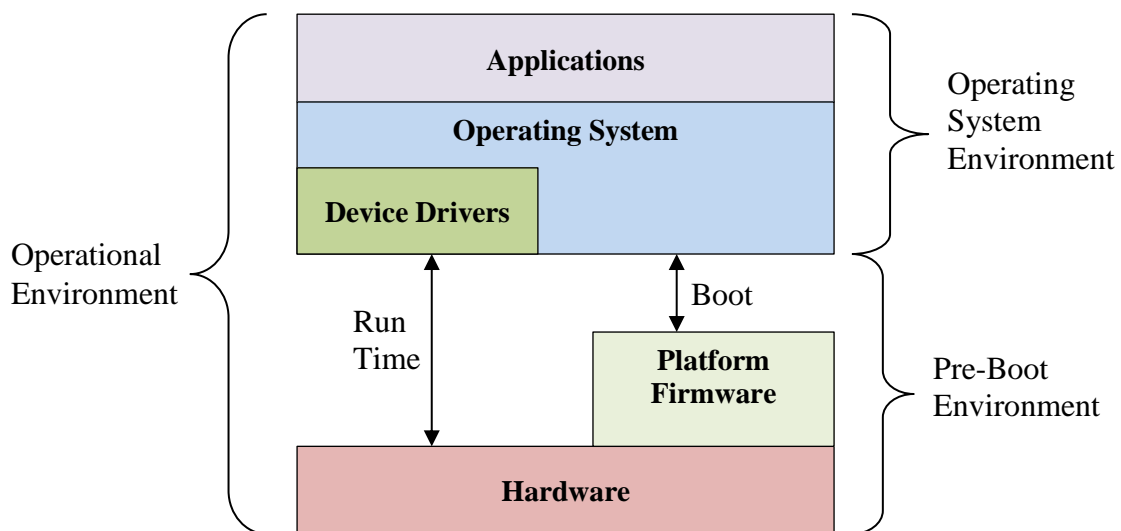 Applications
Operating System
Device Drivers
Operating
System
Environment
Operational
Environment
Run
Time
Boot
Platform
Firmware
Pre-Boot
Environment
Hardware